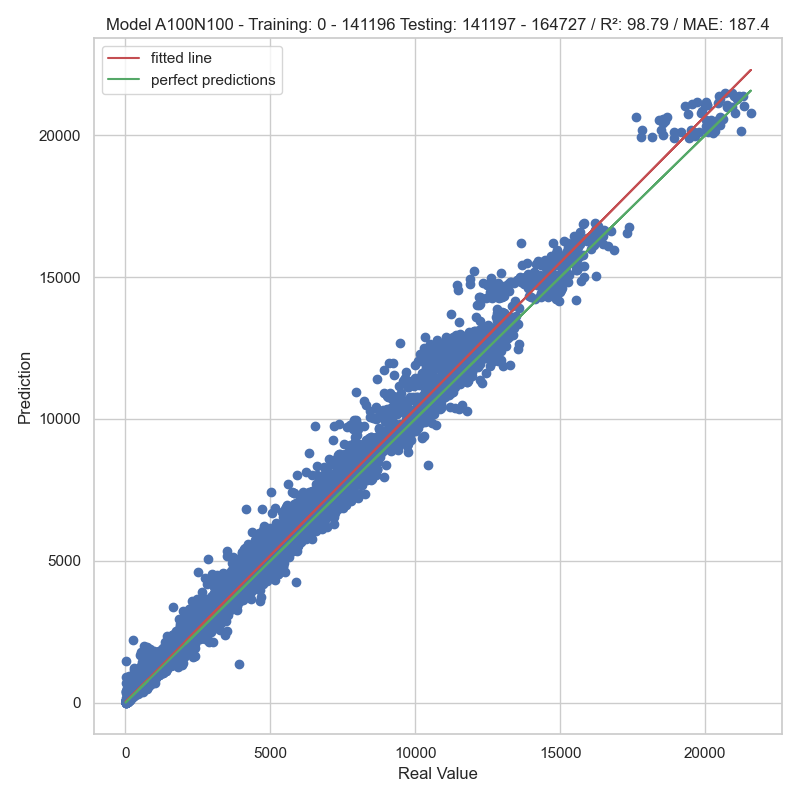 Model A100N100 - Training: 0 - 141196 Testing: 141197 - 164727 / R²: 98.79 / MAE: 187.4
fitted line
perfect predictions
20000
15000
10000
5000
0
Prediction
0 5000 10000 15000 20000
Real Value